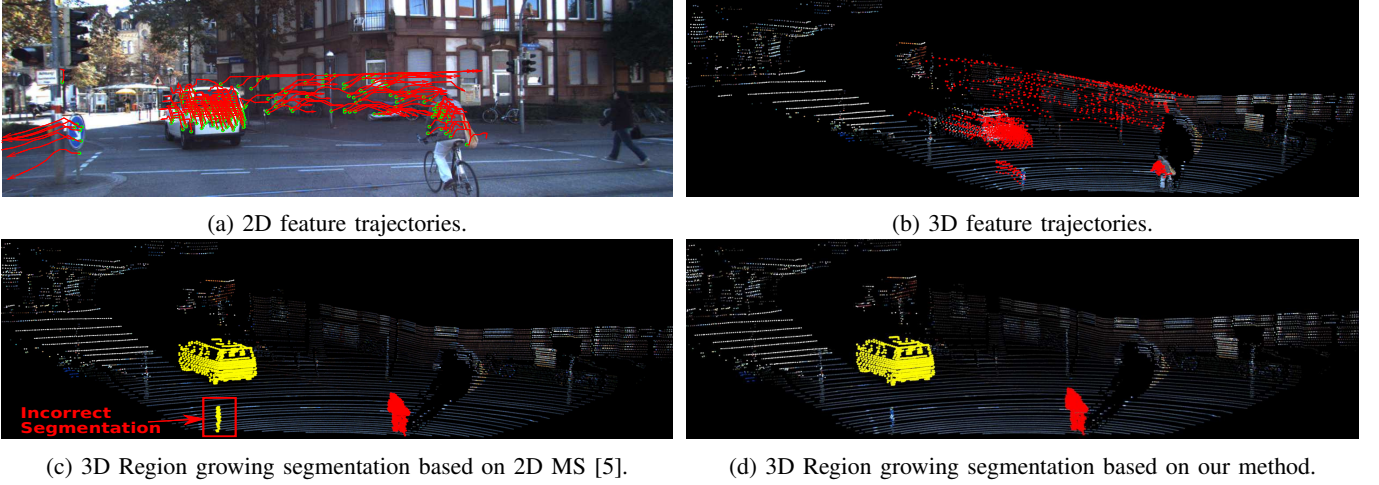 (a) 2D feature trajectories.
(b) 3D feature trajectories.
Incorrect
Segmentation
(c) 3D Region growing segmentation based on 2D MS [5].
(d) 3D Region growing segmentation based on our method.